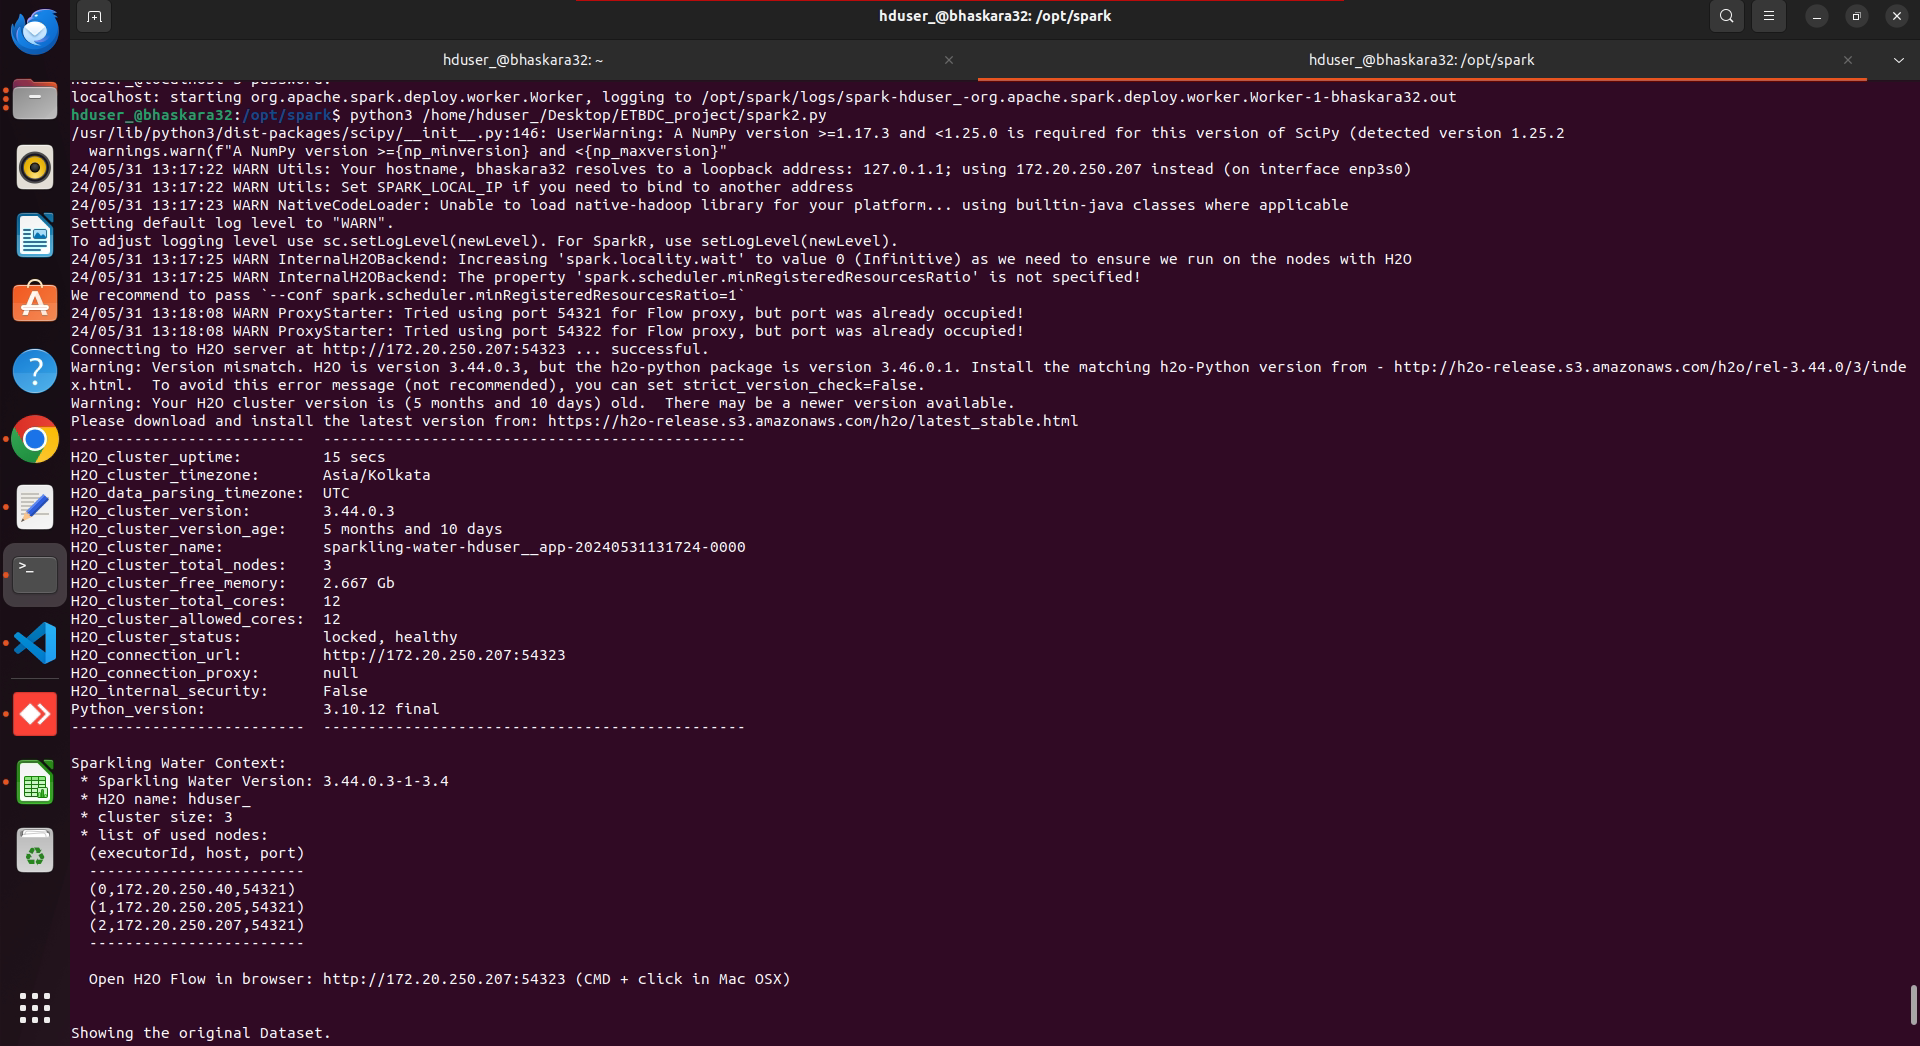 hduser_@bhaskara32: /opt/spark
hduser_@bhaskara32: ~
hduser_@bhaskara32: /opt/spark
hduser_@localhost's password:
localhost: starting org.apache.spark.deploy.worker.Worker, logging to /opt/spark/logs/spark-hduser_-org.apache.spark.deploy.worker.Worker-1-bhaskara32.out
hduser_@bhaskara32:/opt/spark$ python3 /home/hduser_/Desktop/ETBDC_project/spark2.py
/usr/lib/python3/dist-packages/scipy/__init__.py:146: UserWarning: A NumPy version >=1.17.3 and <1.25.0 is required for this version of SciPy (detected version 1.25.2
  warnings.warn(f"A NumPy version >={np_minversion} and <{np_maxversion}"
24/05/31 13:17:22 WARN Utils: Your hostname, bhaskara32 resolves to a loopback address: 127.0.1.1; using 172.20.250.207 instead (on interface enp3s0)
24/05/31 13:17:22 WARN Utils: Set SPARK_LOCAL_IP if you need to bind to another address
24/05/31 13:17:23 WARN NativeCodeLoader: Unable to load native-hadoop library for your platform... using builtin-java classes where applicable
Setting default log level to "WARN".
To adjust logging level use sc.setLogLevel(newLevel). For SparkR, use setLogLevel(newLevel).
24/05/31 13:17:25 WARN InternalH2OBackend: Increasing 'spark.locality.wait' to value 0 (Infinitive) as we need to ensure we run on the nodes with H2O
24/05/31 13:17:25 WARN InternalH2OBackend: The property 'spark.scheduler.minRegisteredResourcesRatio' is not specified!
We recommend to pass `--conf spark.scheduler.minRegisteredResourcesRatio=1`
24/05/31 13:18:08 WARN ProxyStarter: Tried using port 54321 for Flow proxy, but port was already occupied!
24/05/31 13:18:08 WARN ProxyStarter: Tried using port 54322 for Flow proxy, but port was already occupied!
Connecting to H2O server at http://172.20.250.207:54323 ... successful.
Warning: Version mismatch. H2O is version 3.44.0.3, but the h2o-python package is version 3.46.0.1. Install the matching h2o-Python version from - http://h2o-release.s3.amazonaws.com/h2o/rel-3.44.0/3/inde
x.html.  To avoid this error message (not recommended), you can set strict_version_check=False.
Warning: Your H2O cluster version is (5 months and 10 days) old.  There may be a newer version available.
Please download and install the latest version from: https://h2o-release.s3.amazonaws.com/h2o/latest_stable.html
--------------------------  -----------------------------------------------
H2O_cluster_uptime:         15 secs
H2O_cluster_timezone:       Asia/Kolkata
H2O_data_parsing_timezone:  UTC
H2O_cluster_version:        3.44.0.3
H2O_cluster_version_age:    5 months and 10 days
H2O_cluster_name:           sparkling-water-hduser__app-20240531131724-0000
H2O_cluster_total_nodes:    3
H2O_cluster_free_memory:    2.667 Gb
H2O_cluster_total_cores:    12
H2O_cluster_allowed_cores:  12
H2O_cluster_status:         locked, healthy
H2O_connection_url:         http://172.20.250.207:54323
H2O_connection_proxy:       null
H2O_internal_security:      False
Python_version:             3.10.12 final
--------------------------  -----------------------------------------------
Sparkling Water Context:
 * Sparkling Water Version: 3.44.0.3-1-3.4
 * H2O name: hduser_
 * cluster size: 3
 * list of used nodes:
  (executorId, host, port)
  ------------------------
  (0,172.20.250.40,54321)
  (1,172.20.250.205,54321)
  (2,172.20.250.207,54321)
  ------------------------
  Open H2O Flow in browser: http://172.20.250.207:54323 (CMD + click in Mac OSX)
Showing the original Dataset.